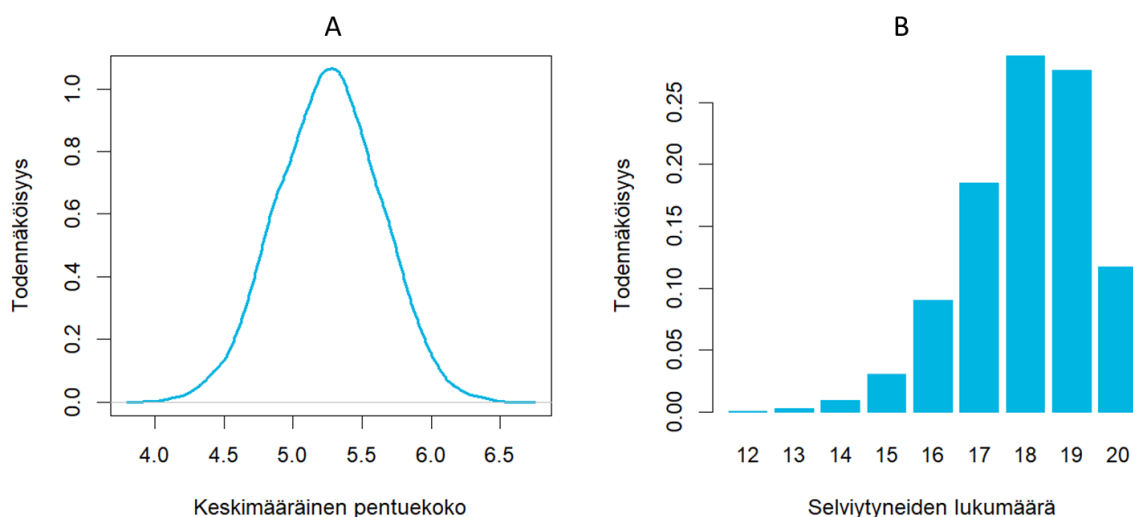 A
Todennäköisyys
0.0 0.2 0.4 0.6 0.8 1.0
4.0 4.5 5.0 5.5 6.0 6.5
Keskimääräinen pentuekoko
B
Todennäköisyys
0.00 0.05 0.10 0.15 0.20 0.25
12 13 14 15 16 17 18 19 20
Selviytyneiden lukumäärä